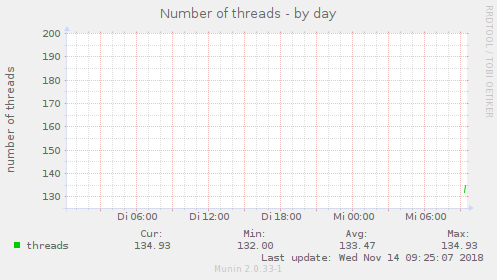 Number of threads - by day
RRDTOOL / TOBI OETIKER
number of threads
200
190
180
170
160
150
140
130
Di 06:00 Di 12:00 Di 18:00 Mi 00:00 Mi 06:00
Cur: Min: Avg: Max:
threads 134.93 132.00 133.47 134.93
Last update: Wed Nov 14 09:25:07 2018
Munin 2.0.33-1